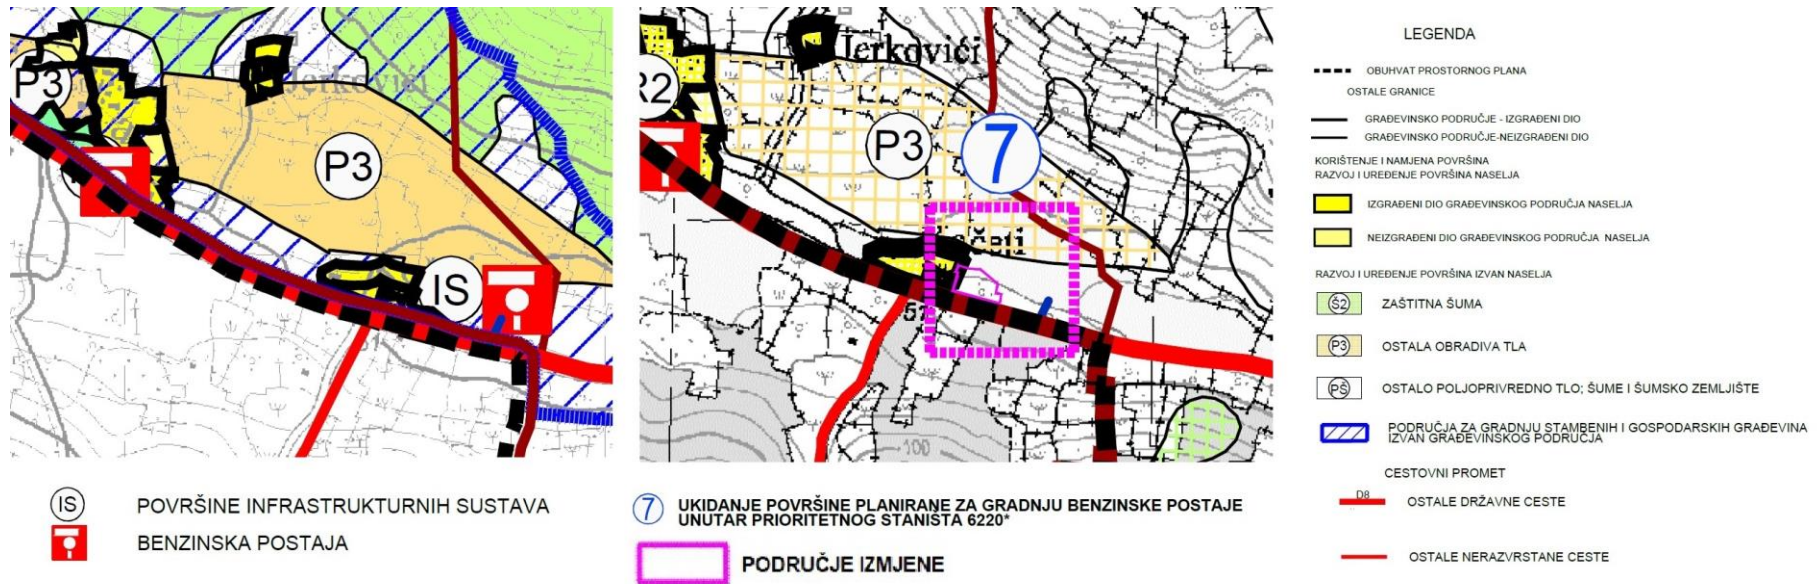 P3
Jerkovići
P3
IS
IS POVRŠINE INFRASTRUKTURNIH SUSTAVA
BENZINSKA POSTAJA
R2
Jerkovići
P3
7
100
7 UKIDANJE POVRŠINE PLANIRANE ZA GRADNJU BENZINSKE POSTAJE
UNUTAR PRIORITETNOG STANIŠTA 6220*
PODRUČJE IZMJENE
LEGENDA
OBUHVAT PROSTORNOG PLANA
OSTALE GRANICE
GRAĐEVINSKO PODRUČJE - IZGRAĐENI DIO
GRAĐEVINSKO PODRUČJE-NEIZGRAĐENI DIO
KORIŠTENJE I NAMJENA POVRŠINA
RAZVOJ I UREĐENJE POVRŠINA NASELJA
IZGRAĐENI DIO GRAĐEVINSKOG PODRUČJA NASELJA
NEIZGRAĐENI DIO GRAĐEVINSKOG PODRUČJA NASELJA
RAZVOJ I UREĐENJE POVRŠINA IZVAN NASELJA
Š2 ZAŠTITNA ŠUMA
P3 OSTALA OBRADIVA TLA
PŠ OSTALO POLJOPRIVREDNO TLO; ŠUME I ŠUMSKO ZEMLJIŠTE
PODRUČJA ZA GRADNJU STAMBENIH I GOSPODARSKIH GRAĐEVINA
IZVAN GRAĐEVINSKOG PODRUČJA
CESTOVNI PROMET
D8 OSTALE DRŽAVNE CESTE
OSTALE NERAZVRSTANE CESTE